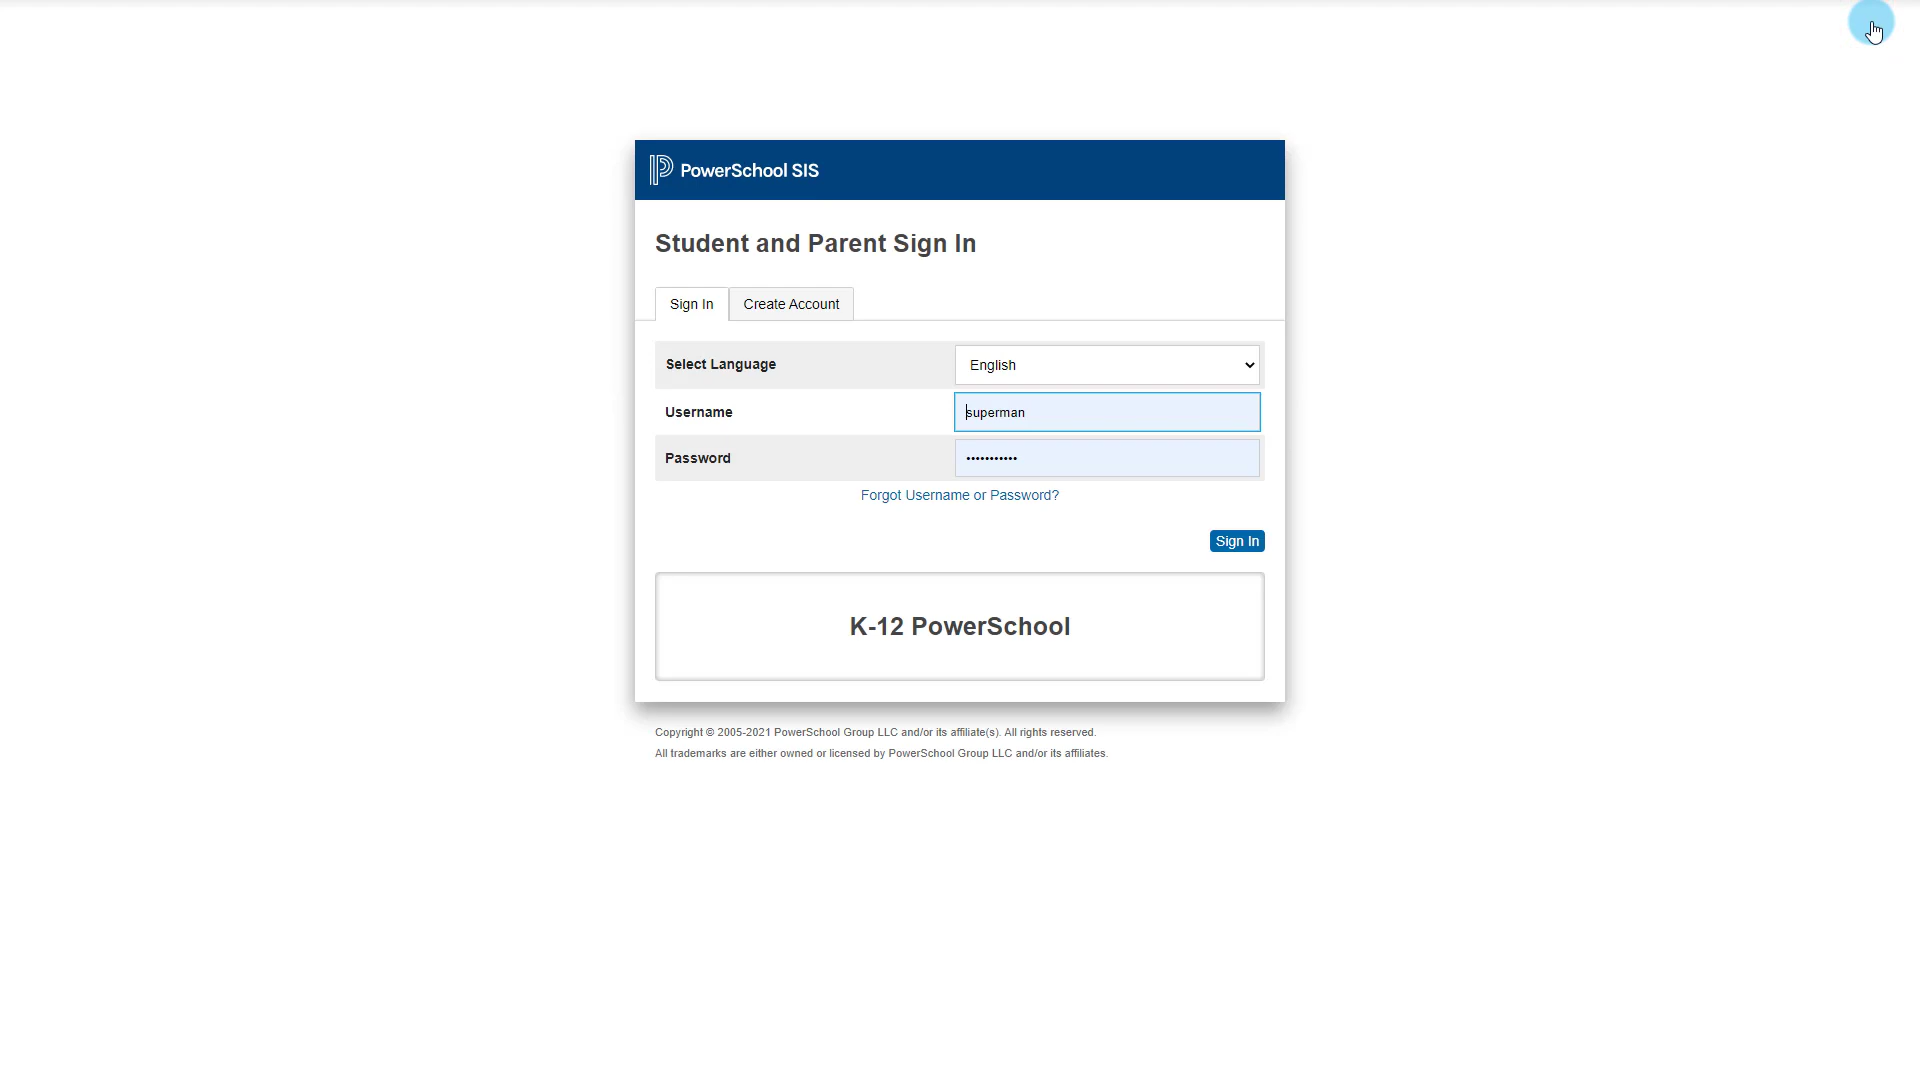 PowerSchool SIS
Student and Parent Sign In
Sign In
Create Account
Select Language
English
Username
superman
Password
•••••••••••
Forgot Username or Password?
Sign In
K-12 PowerSchool
Copyright © 2005-2021 PowerSchool Group LLC and/or its affiliate(s). All rights reserved.
All trademarks are either owned or licensed by PowerSchool Group LLC and/or its affiliates.